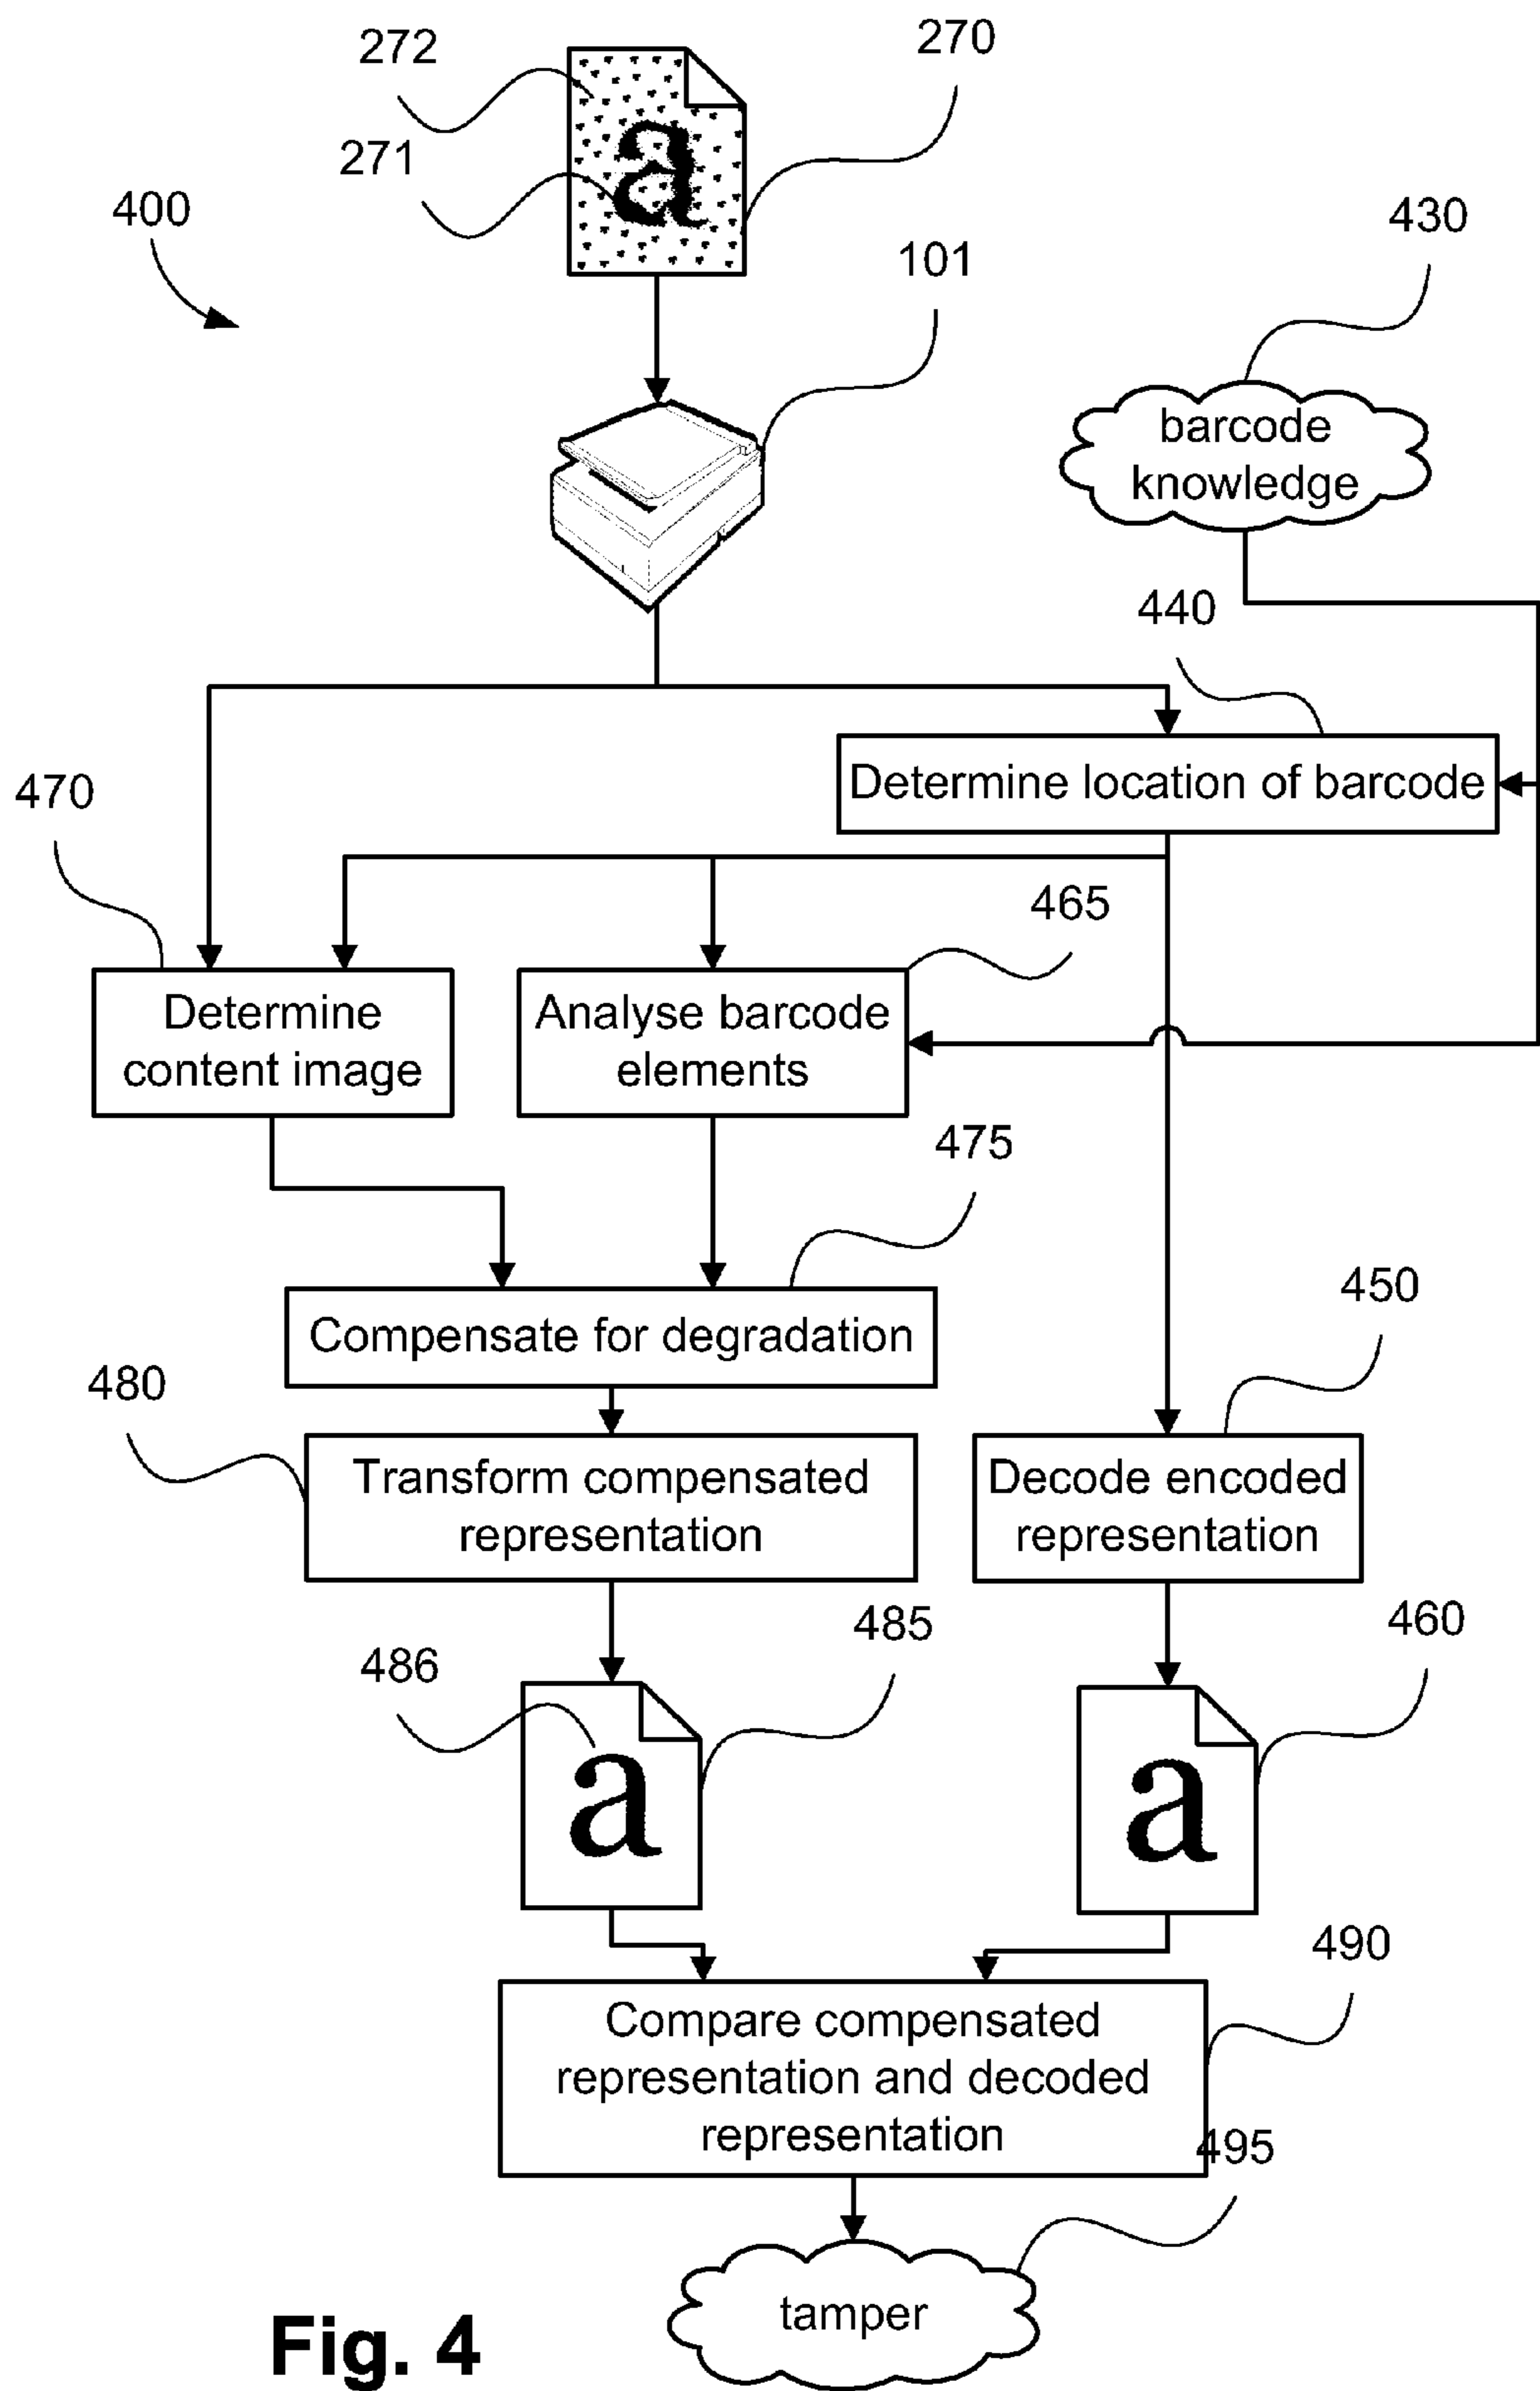 272
270
271
400
101
430
barcode
knowledge
440
Determine location of barcode
470
465
Determine
content image
Analyse barcode
elements
475
Compensate for degradation
450
480
Transform compensated
representation
Decode encoded
representation
485
460
486
a
a
a
490
Compare compensated
representation and decoded
representation
495
tamper
Fig. 4